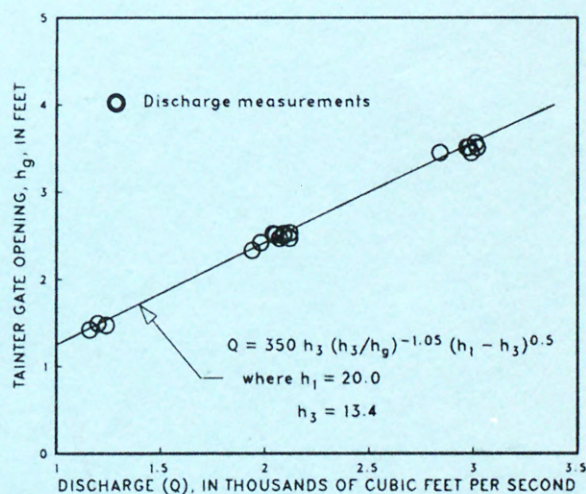 5
4
3
2
1
0
TAINTER GATE OPENING, hg, IN FEET
Discharge measurements
Q = 350 h₃ (h₃/hg)⁻¹·⁰⁵ (h₁ – h₃)⁰·⁵
where h₁ = 20.0
h₃ = 13.4
1 1.5 2 2.5 3 3.5
DISCHARGE (Q), IN THOUSANDS OF CUBIC FEET PER SECOND